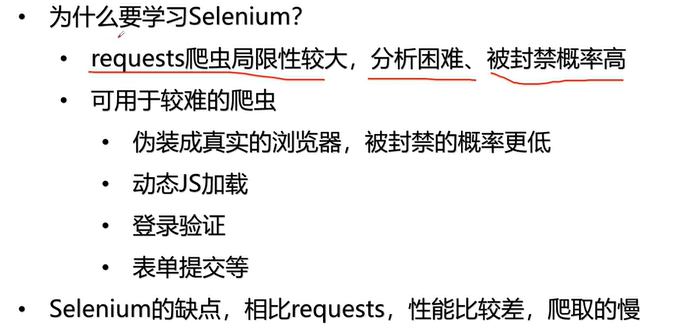 • 为什么要学习Selenium?
• requests爬虫局限性较大，分析困难、被封禁概率高
• 可用于较难的爬虫
• 伪装成真实的浏览器，被封禁的概率更低
• 动态JS加载
• 登录验证
• 表单提交等
• Selenium的缺点，相比requests，性能比较差，爬取的慢